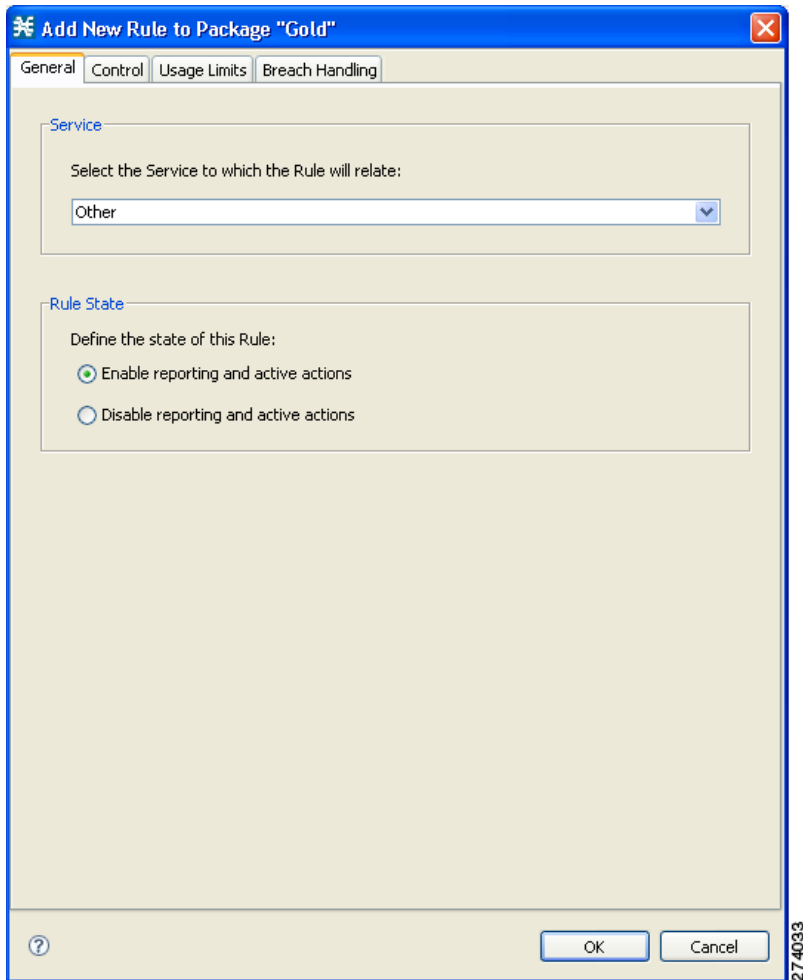 Add New Rule to Package "Gold"
General Control Usage Limits Breach Handling
Service
Select the Service to which the Rule will relate:
Other
Rule State
Define the state of this Rule:
Enable reporting and active actions
Disable reporting and active actions
?
OK Cancel
274033